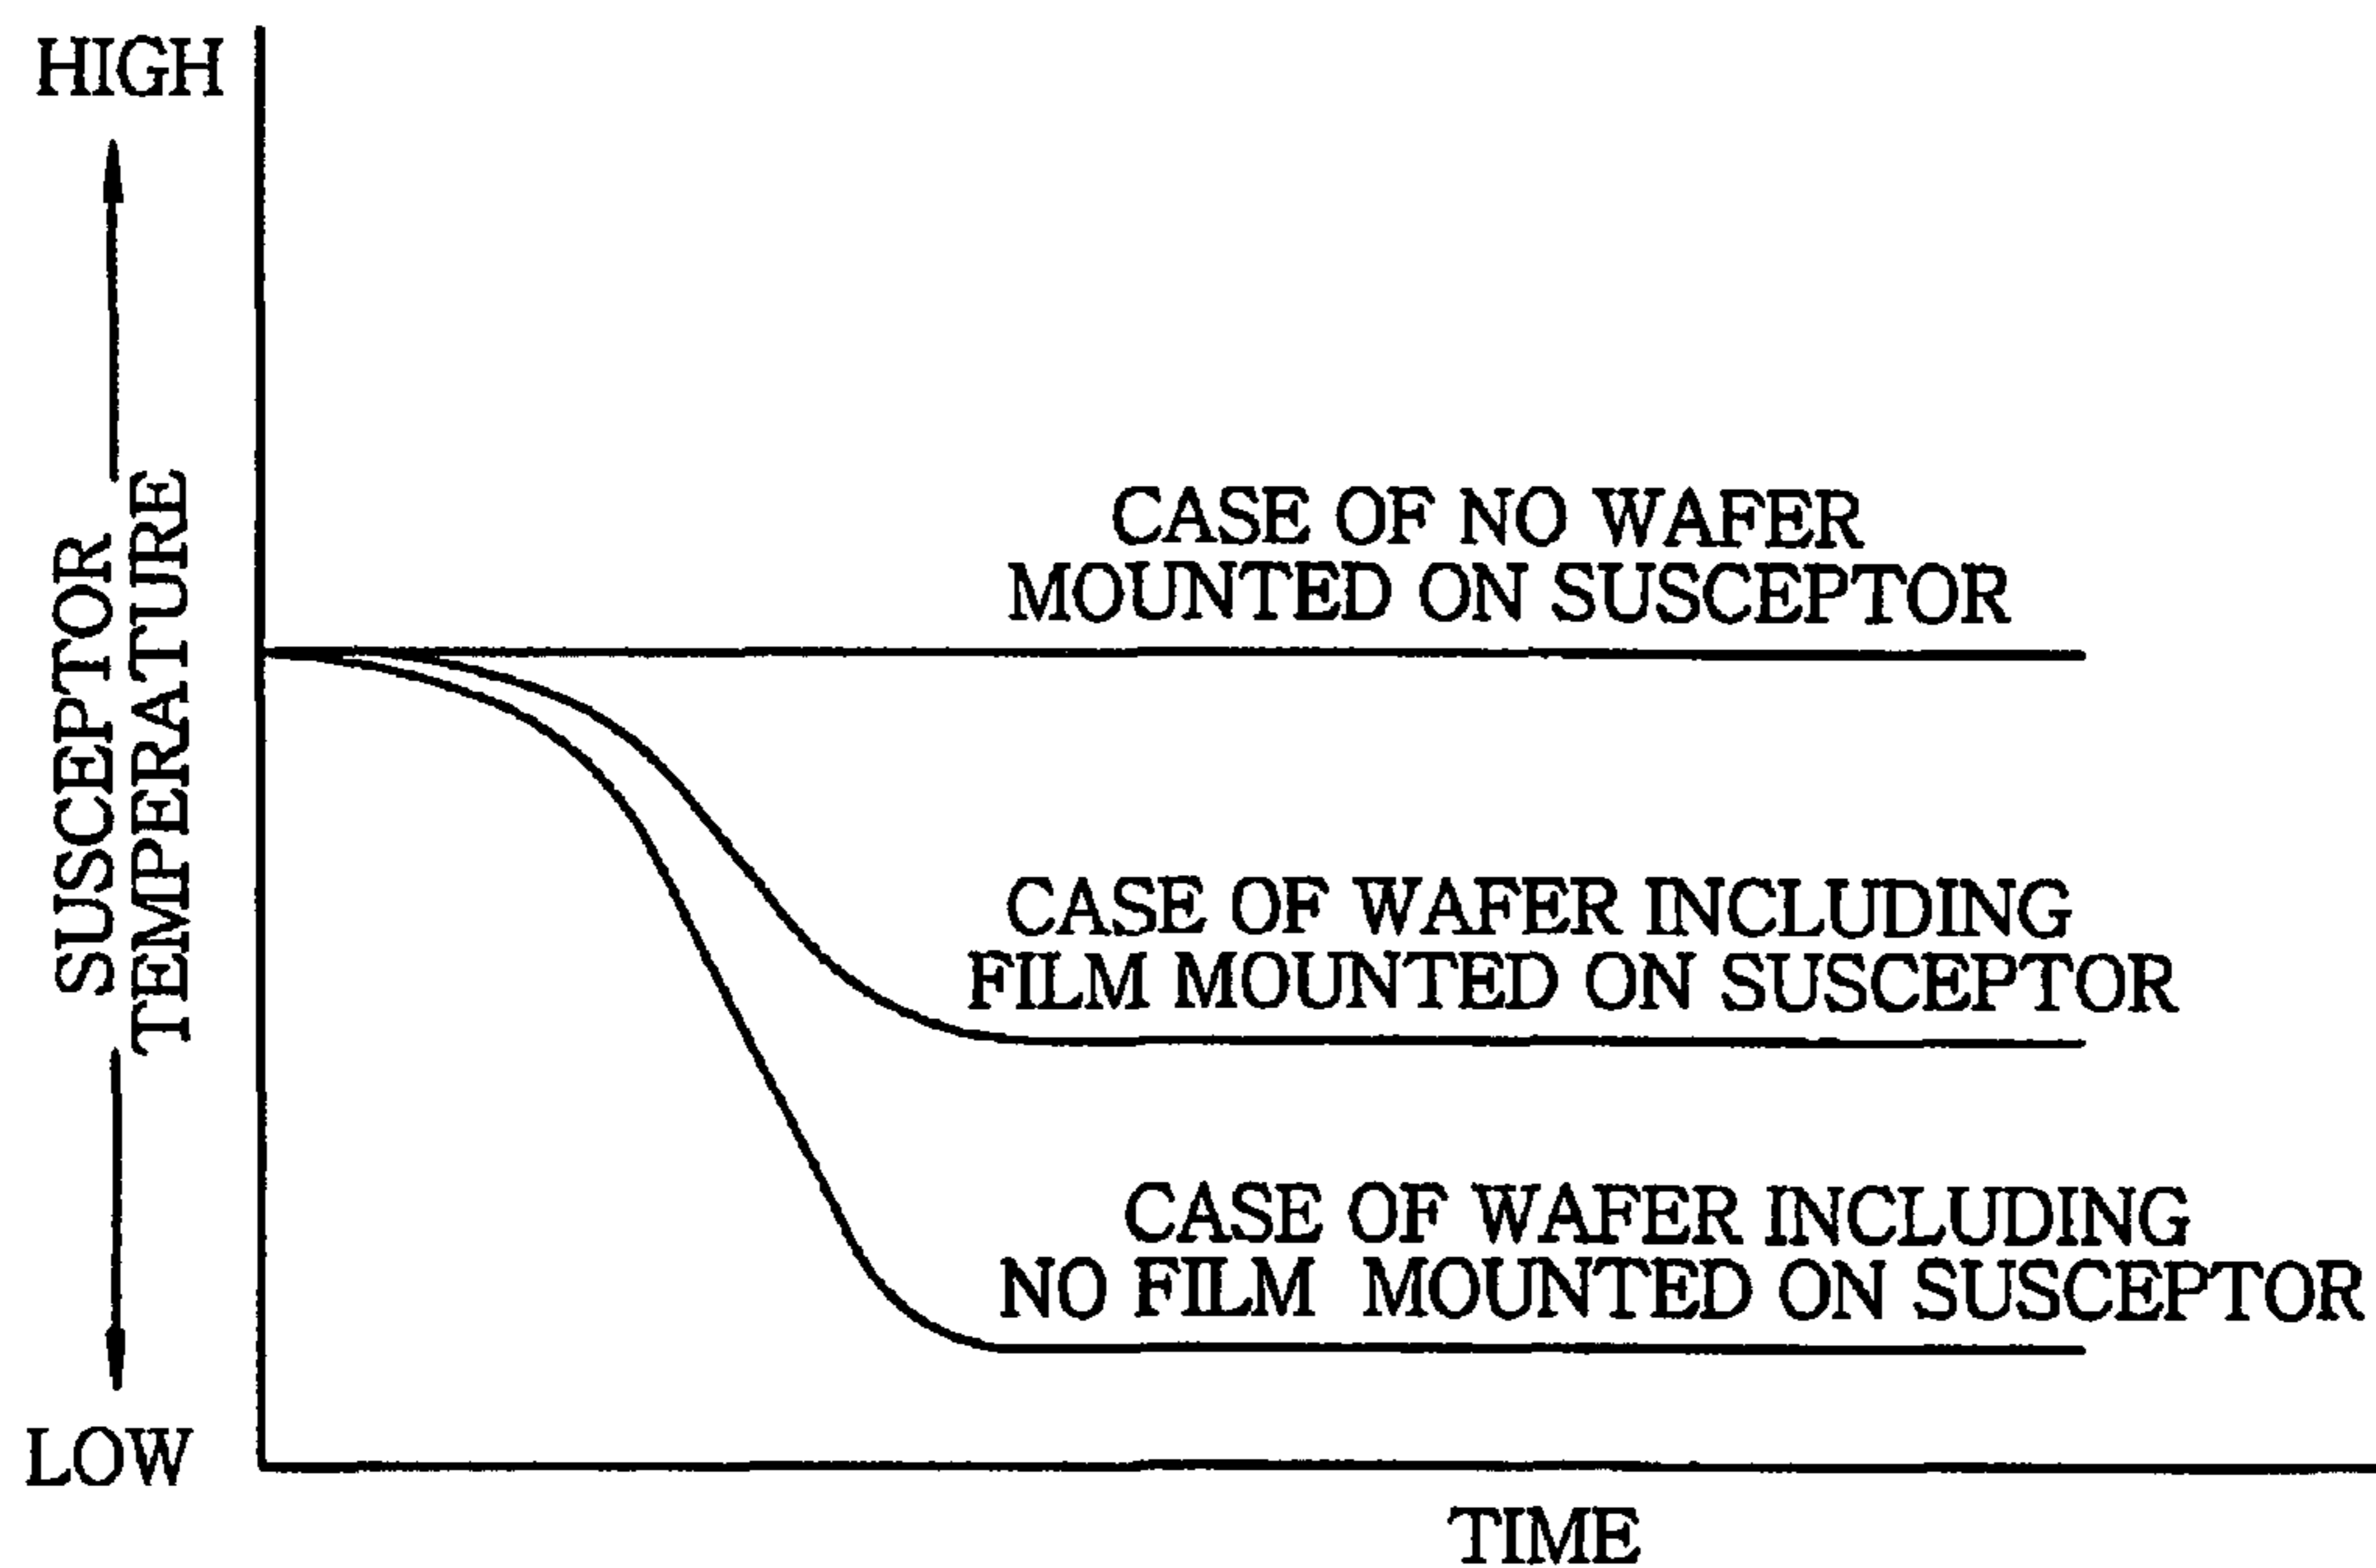 HIGH
SUSCEPTOR
TEMPERATURE
LOW
CASE OF NO WAFER
MOUNTED ON SUSCEPTOR
CASE OF WAFER INCLUDING
FILM MOUNTED ON SUSCEPTOR
CASE OF WAFER INCLUDING
NO FILM MOUNTED ON SUSCEPTOR
TIME